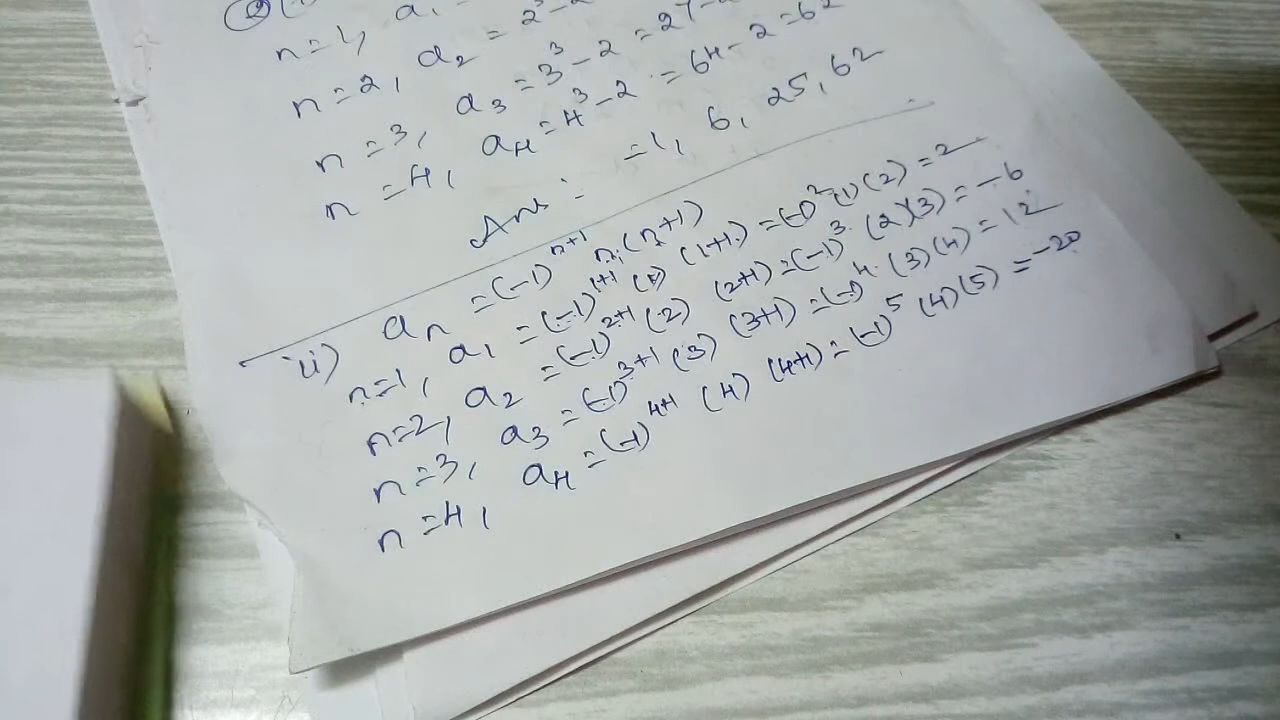 n=1, a₁
n=2, a₂ = 2³-2
n=3, a₃ = 3³-2 = 27-
n=4, a₄ = 4³-2 = 64-2 = 62
Ans:- =1, 6, 25, 62
ii) aₙ = (-1)ⁿ⁺¹ n (n+1)
n=1, a₁ = (-1)¹⁺¹ (1) (1+1) = (-1)² (1) (2) = 2
n=2, a₂ = (-1)²⁺¹ (2) (2+1) = (-1)³ (2)(3) = -6
n=3, a₃ = (-1)³⁺¹ (3) (3+1) = (-1)⁴ (3)(4) = 12
n=4, a₄ = (-1)⁴⁺¹ (4) (4+1) = (-1)⁵ (4)(5) = -20